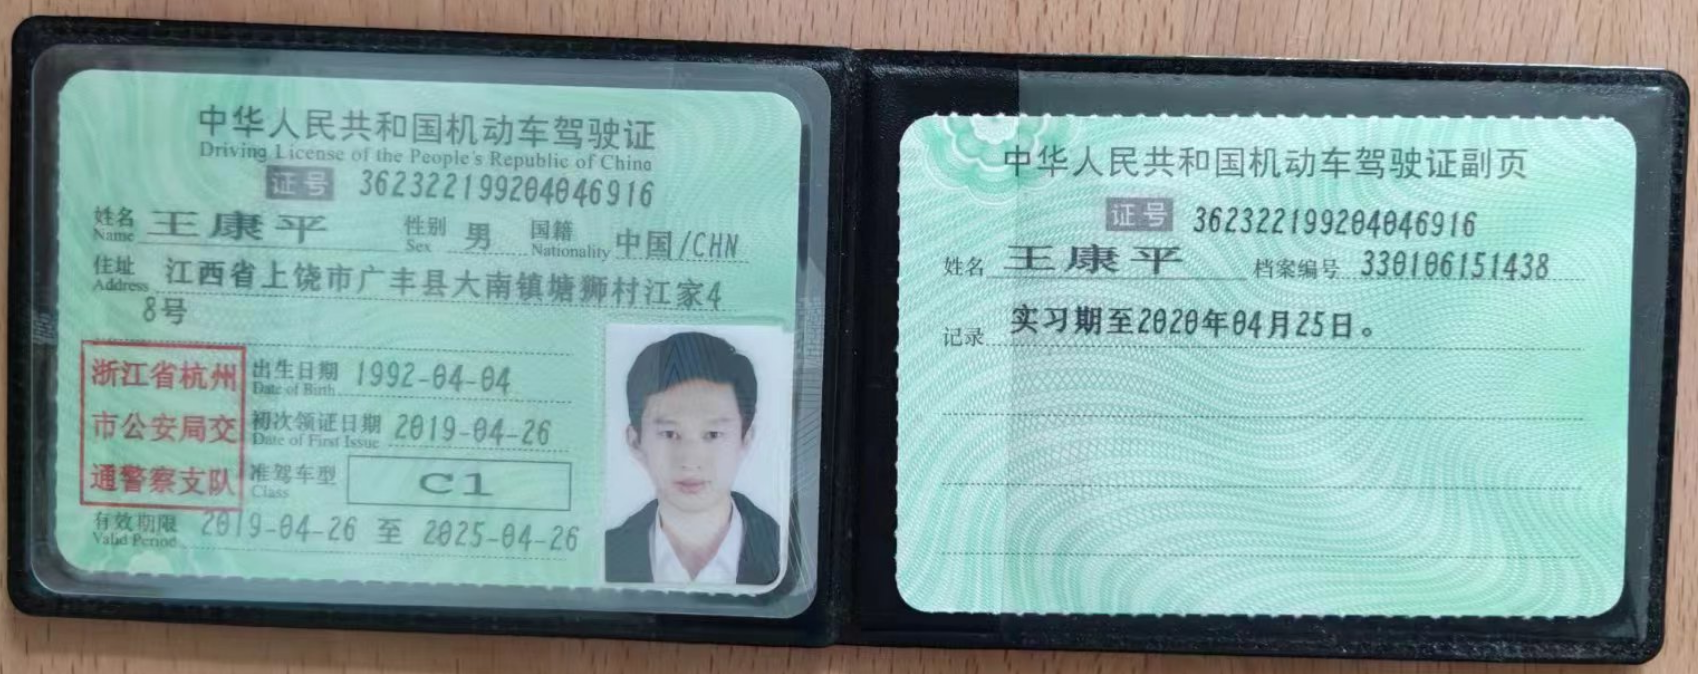 中华人民共和国机动车驾驶证
Driving License of the People's Republic of China
证号 362322199204046916
姓名 Name 王康平 性别 Sex 男 国籍 Nationality 中国/CHN
住址 Address 江西省上饶市广丰县大南镇塘狮村江家4
8号
浙江省杭州
市公安局交
通警察支队
出生日期 Date of Birth 1992-04-04
初次领证日期 Date of First Issue 2019-04-26
准驾车型 Class C1
有效期限 Valid Period 2019-04-26 至 2025-04-26
中华人民共和国机动车驾驶证副页
证号 362322199204046916
姓名 王康平 档案编号 330106151438
记录 实习期至2020年04月25日。